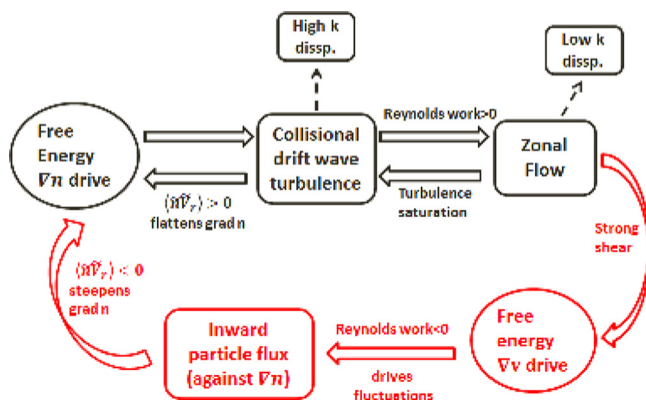 High k
dissp.
Low k
dissp.
Free
Energy
∇n drive
Collisional
drift wave
turbulence
Reynolds work>0
Zonal
Flow
⟨ñṼᵣ⟩ > 0
flattens grad n
Turbulence
saturation
Strong
shear
⟨ñṼᵣ⟩ < 0
steepens
grad n
Inward
particle flux
(against ∇n)
Reynolds work<0
drives
fluctuations
Free
energy
∇v drive